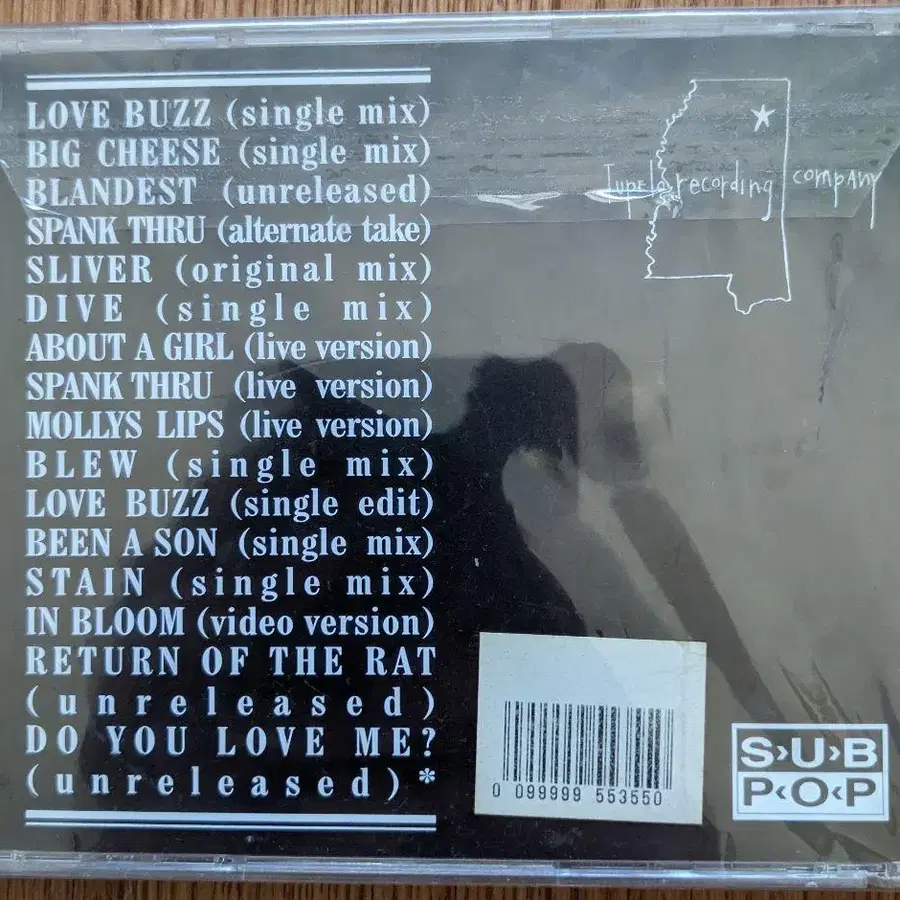 LOVE BUZZ (single mix)
BIG CHEESE (single mix)
BLANDEST (unreleased)
SPANK THRU (alternate take)
SLIVER (original mix)
DIVE (single mix)
ABOUT A GIRL (live version)
SPANK THRU (live version)
MOLLYS LIPS (live version)
BLEW (single mix)
LOVE BUZZ (single edit)
BEEN A SON (single mix)
STAIN (single mix)
IN BLOOM (video version)
RETURN OF THE RAT
(unreleased)
DO YOU LOVE ME?
(unreleased)*
Tupelo recording company
0 099999 553550
S›U›B
P‹O‹P